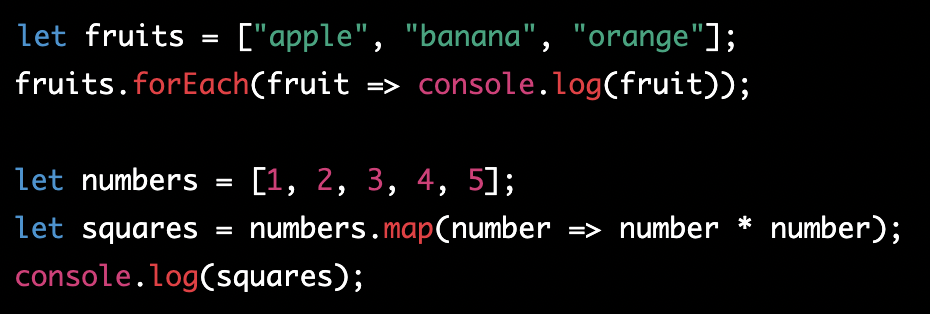 let fruits = ["apple", "banana", "orange"];
fruits.forEach(fruit => console.log(fruit));
let numbers = [1, 2, 3, 4, 5];
let squares = numbers.map(number => number * number);
console.log(squares);